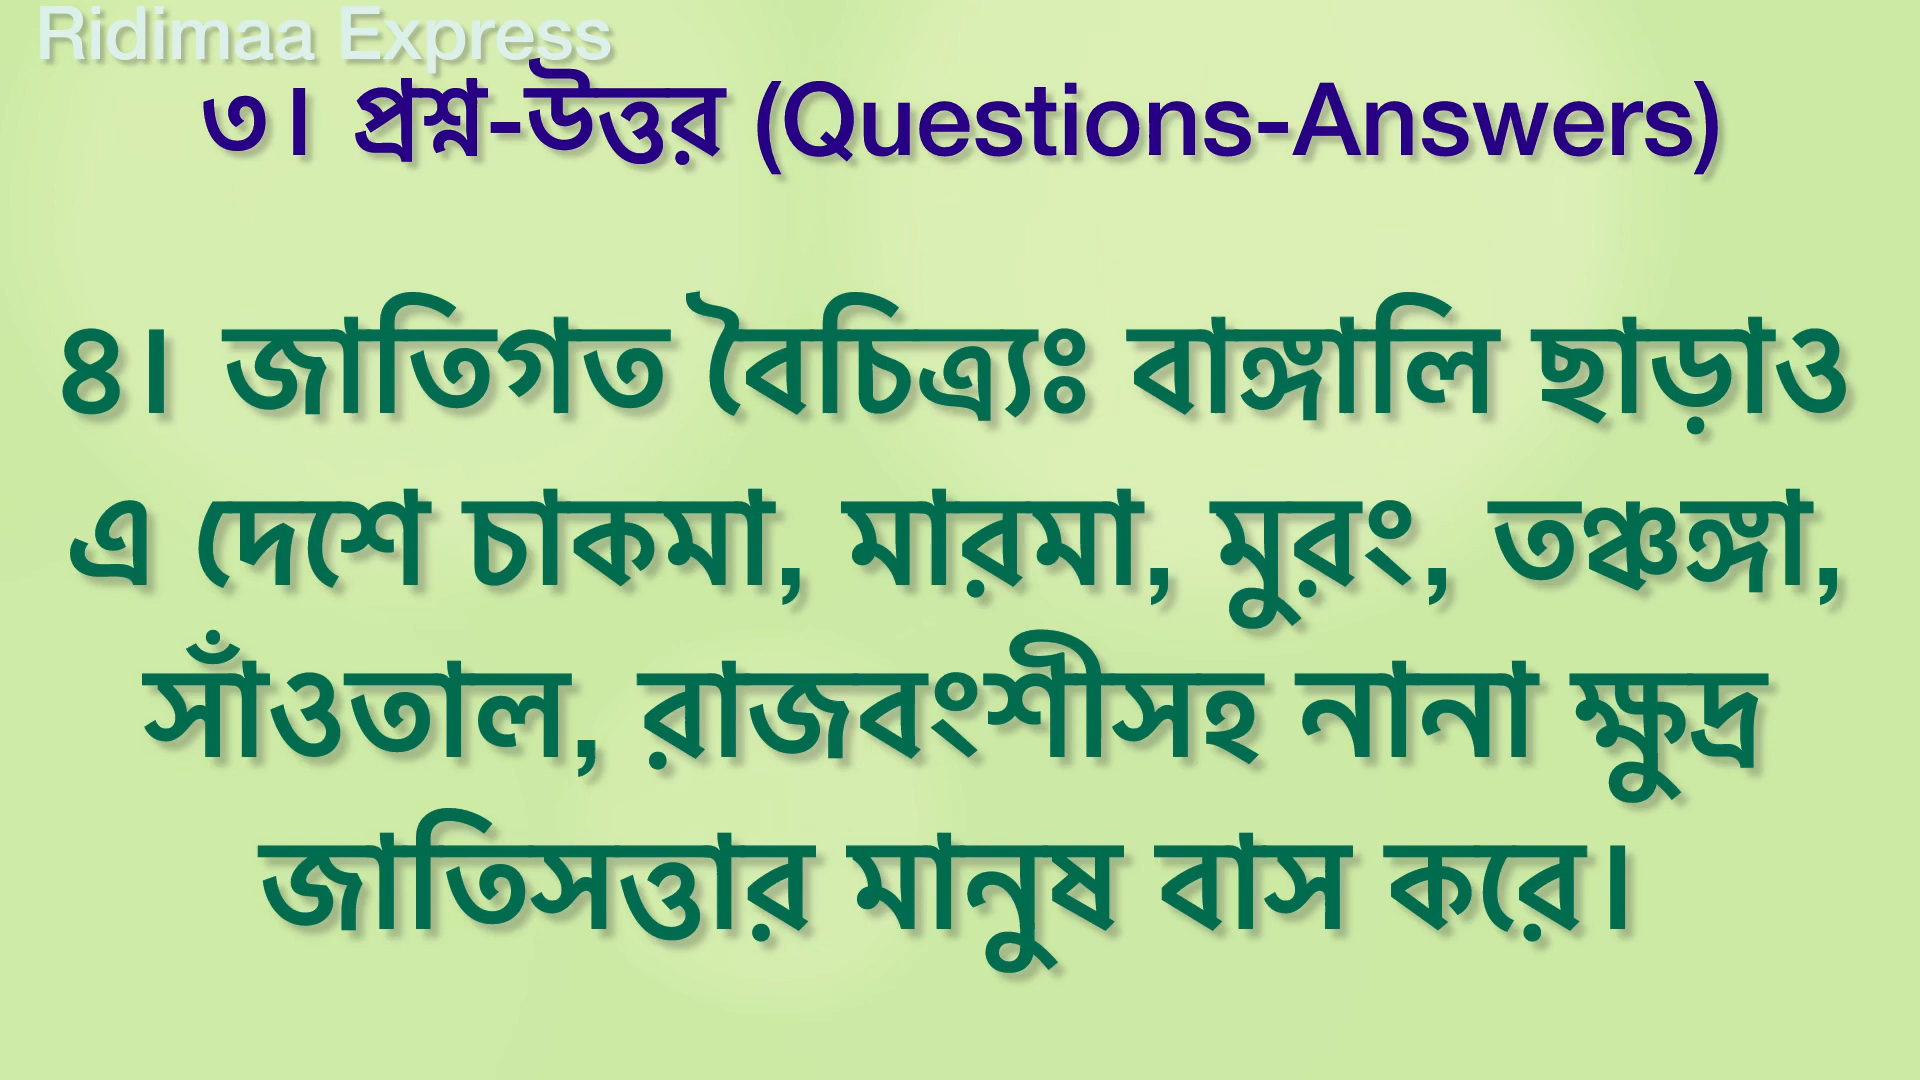 Ridimaa Express
৩। প্রশ্ন-উত্তর (Questions-Answers)
৪। জাতিগত বৈচিত্র্যঃ বাঙ্গালি ছাড়াও
এ দেশে চাকমা, মারমা, মুরং, তঞ্চঙ্গা,
সাঁওতাল, রাজবংশীসহ নানা ক্ষুদ্র
জাতিসত্তার মানুষ বাস করে।